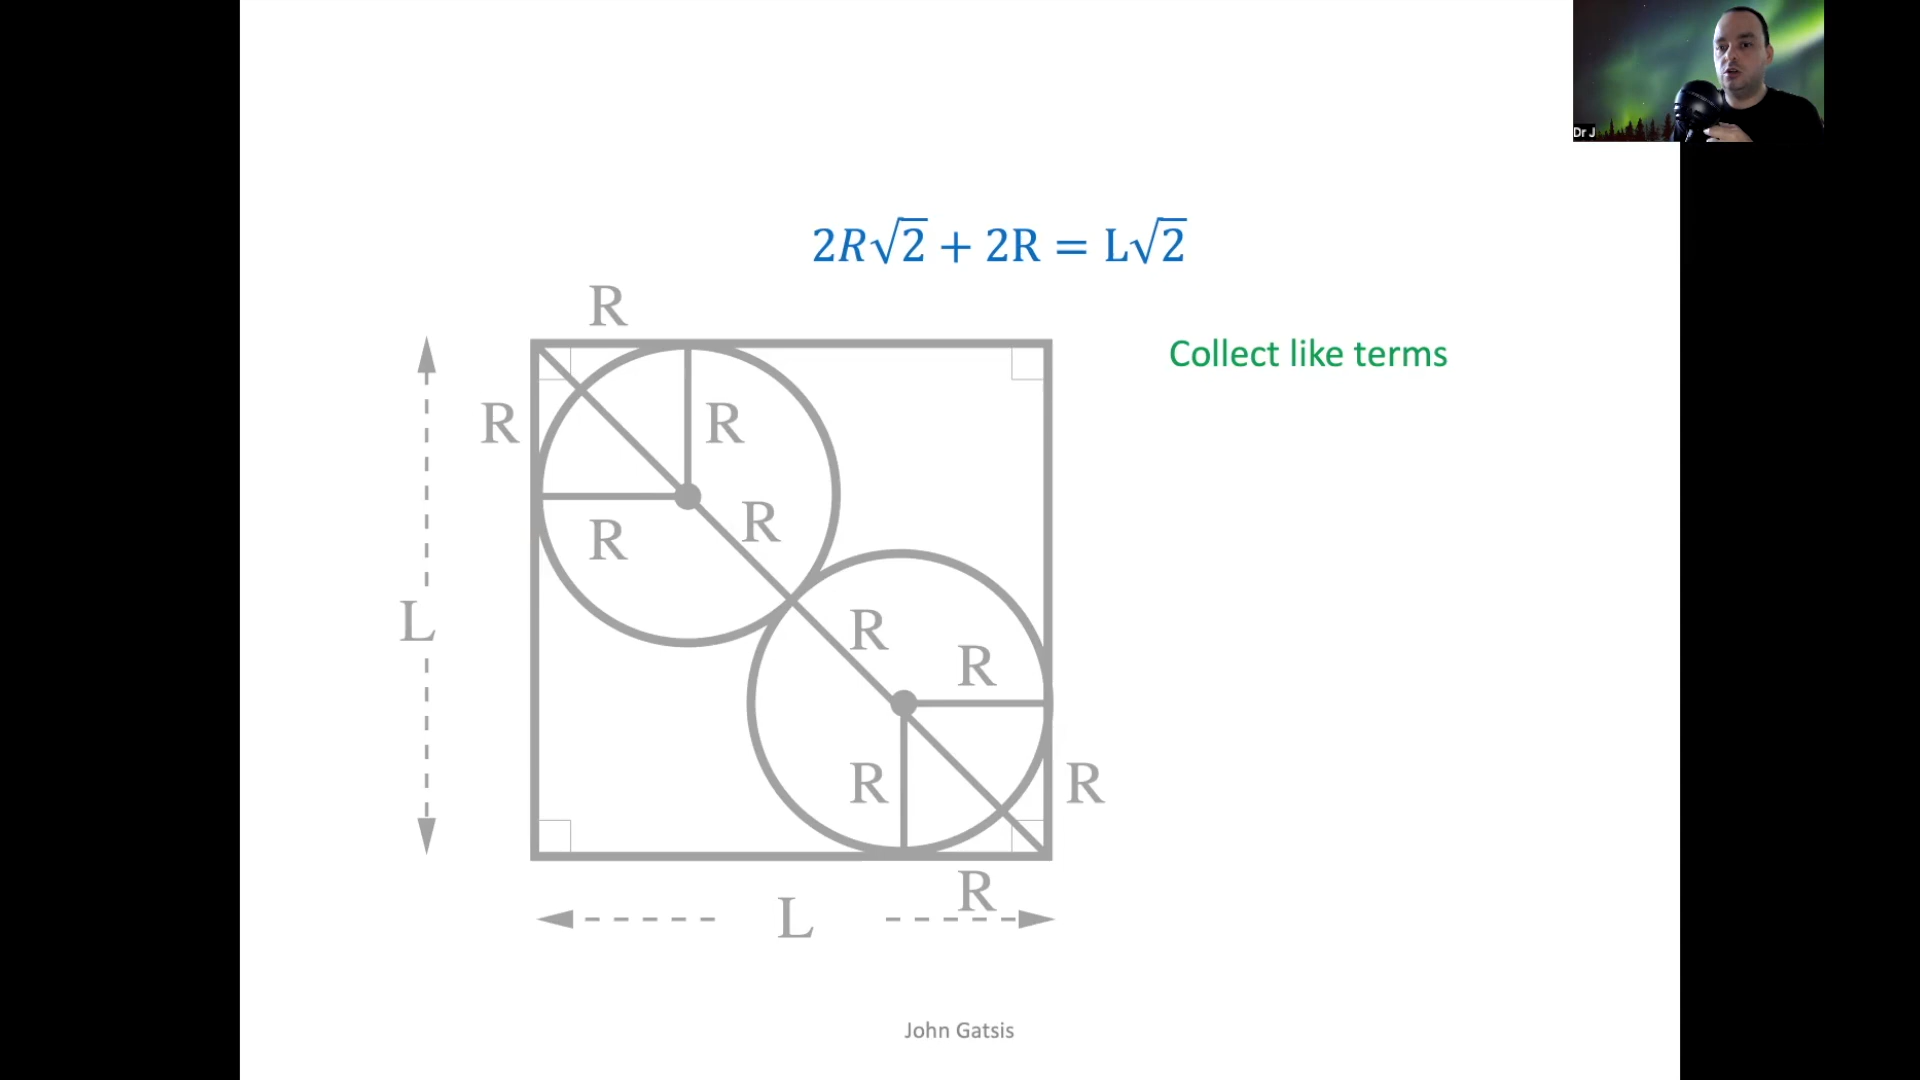 Dr J
2R√2 + 2R = L√2
R
Collect like terms
R
R
R
R
L
R
R
R
R
R
L
John Gatsis